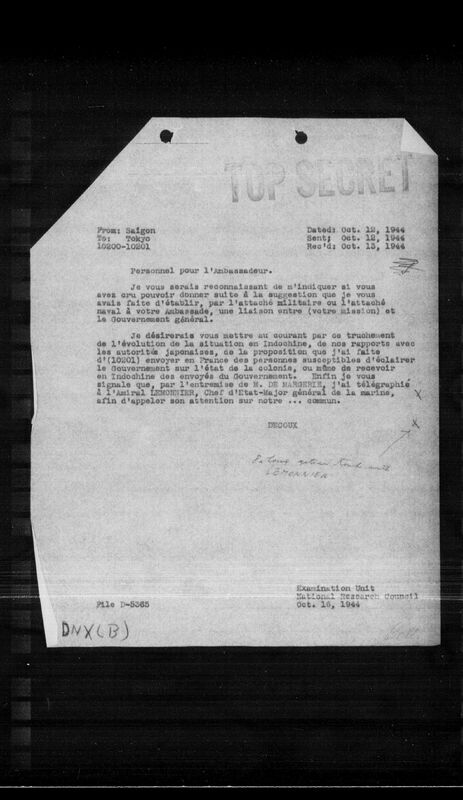 TOP SECRET
From: Saigon Dated: Oct. 12, 1944
To: Tokyo Sent; Oct. 12, 1944
10200-10201 Rec'd: Oct. 13, 1944
Personnel pour l'Ambassadeur.
Je vous serais reconnaissant de m'indiquer si vous
avez cru pouvoir donner suite à la suggestion que je vous
avais faite d'établir, par l'attaché militaire ou l'attaché
naval à votre Ambassade, une liaison entre (votre mission) et
le Gouvernement général.
Je désirerais vous mettre au courant par ce truchement
de l'évolution de la situation en Indochine, de nos rapports avec
les autorités japonaises, de la proposition que j'ai faite
d'(10201) envoyer en France des personnes susceptibles d'éclairer
le Gouvernement sur l'état de la colonie, ou même de recevoir
en Indochine des envoyés du Gouvernement. Enfin je vous
signale que, par l'entremise de M. DE MARGERIE, j'ai télégraphié
à l'Amiral LEMONNIER, Chef d'Etat-Major général de la marine,
afin d'appeler son attention sur notre ... commun.
DECOUX
LEMONNIER
Examination Unit
National Research Council
File D-5365 Oct. 16, 1944
DNX(B)